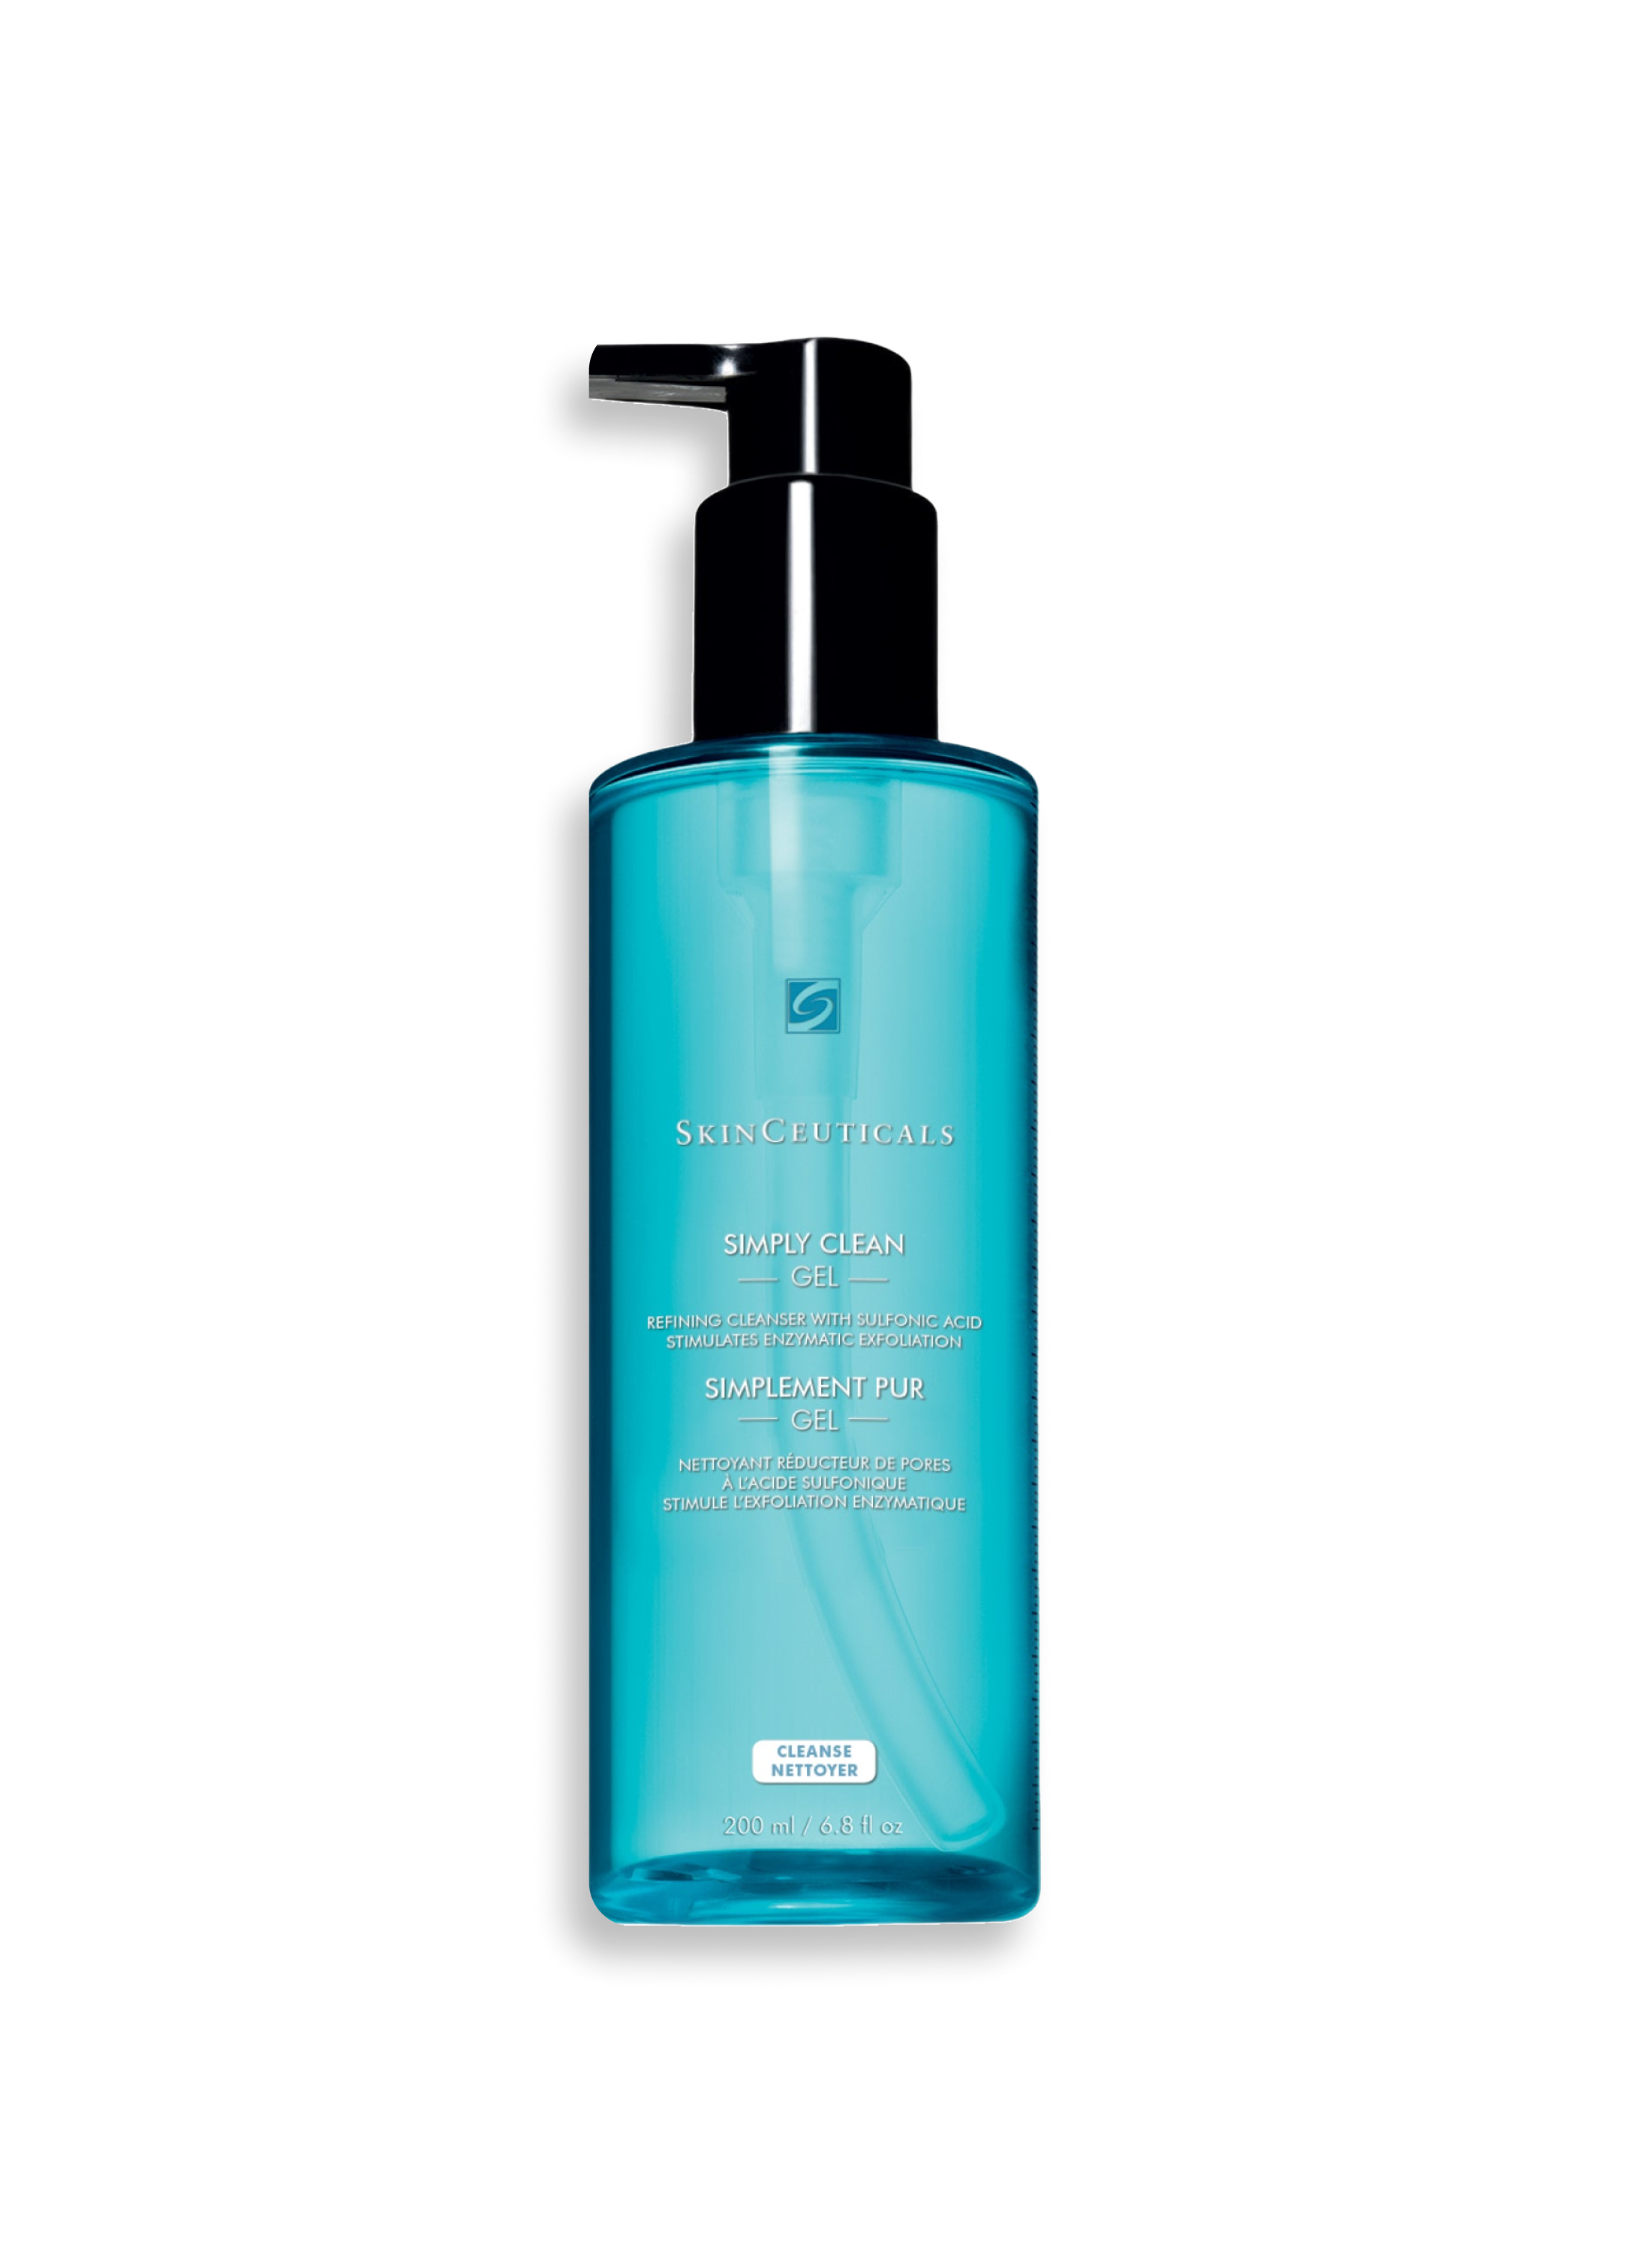 SKINCEUTICALS
SIMPLY CLEAN
GEL
REFINING CLEANSER WITH SULFONIC ACID
STIMULATES ENZYMATIC EXFOLIATION
SIMPLEMENT PUR
GEL
NETTOYANT RÉDUCTEUR DE PORES
À L'ACIDE SULFONIQUE
STIMULE L'EXFOLIATION ENZYMATIQUE
CLEANSE
NETTOYER
200 ml / 6.8 fl oz